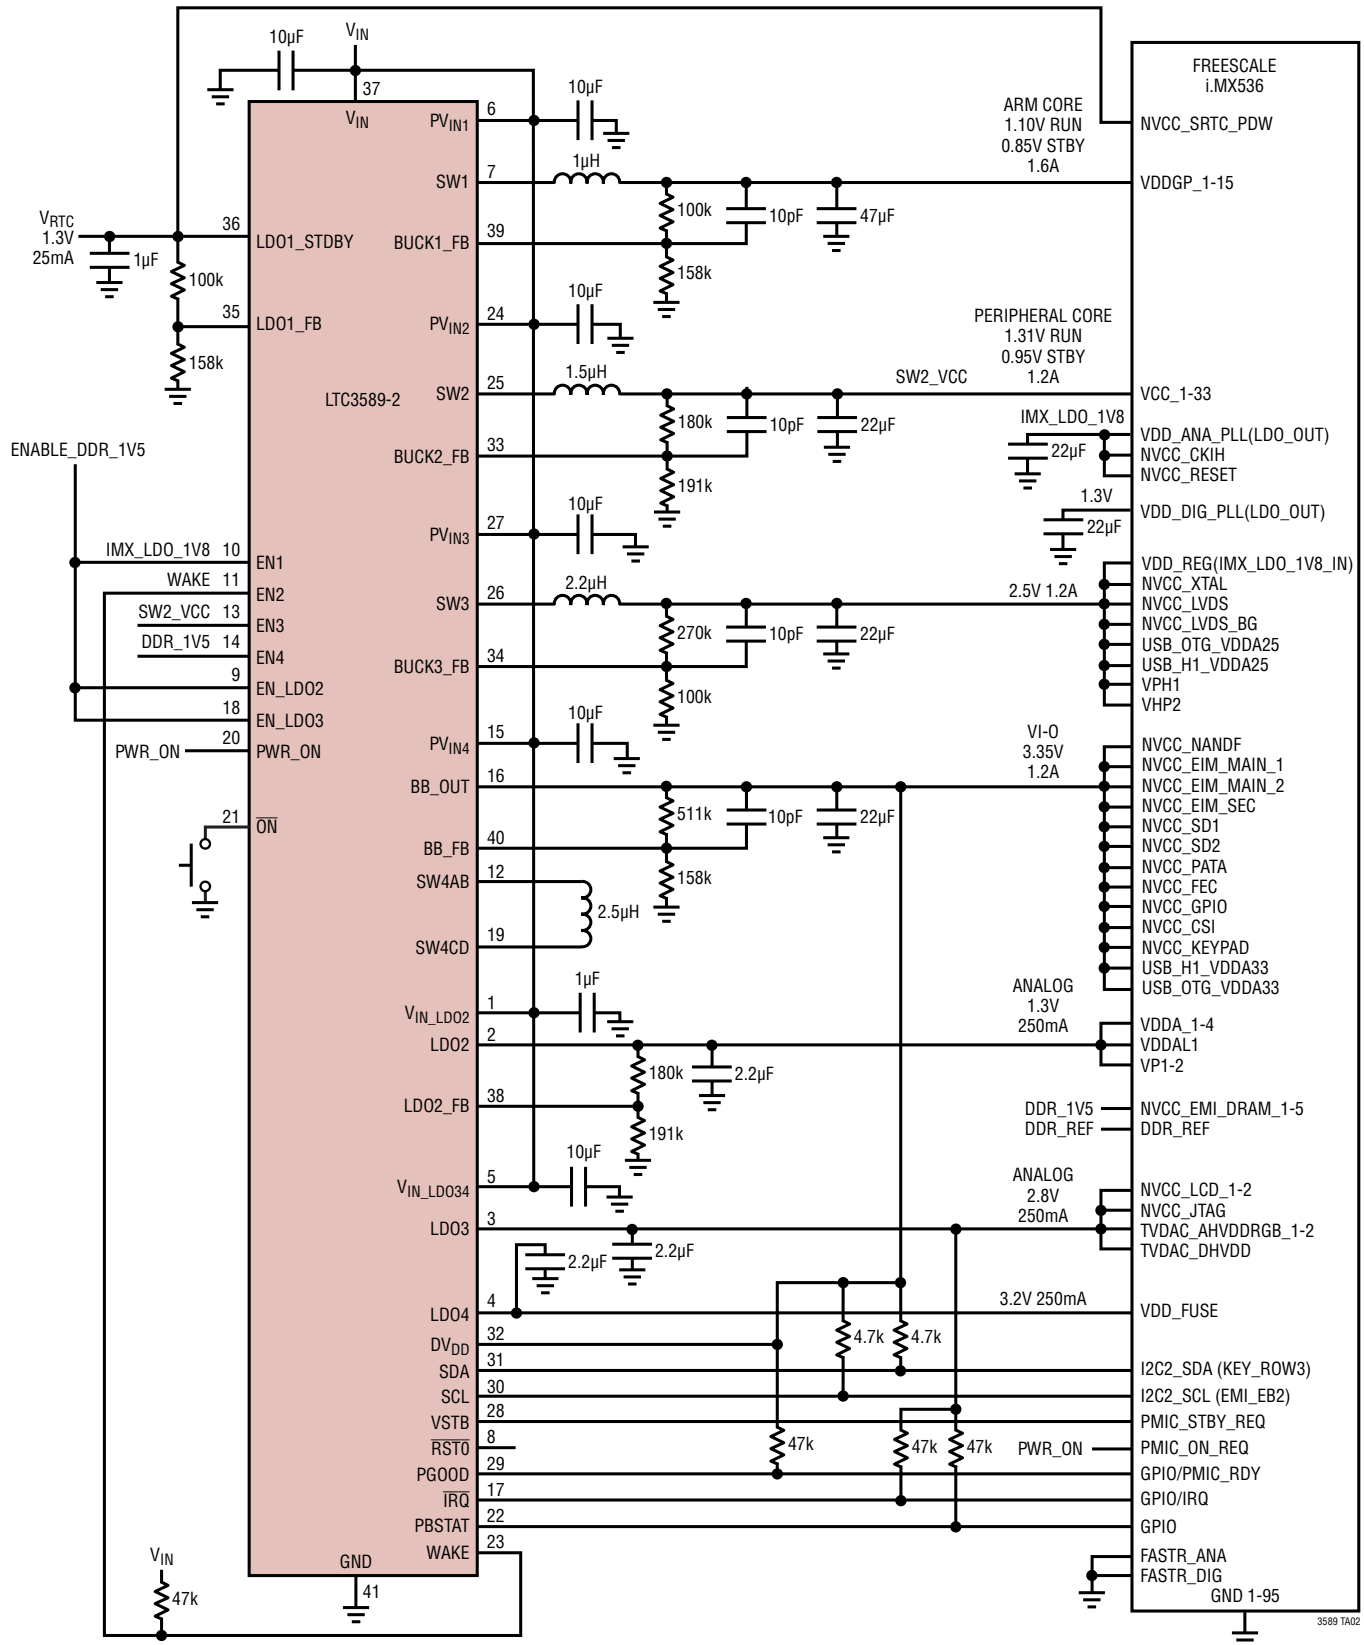 10µF
VIN
37
VIN
FREESCALE
i.MX536
PVIN1
6
10µF
ARM CORE
1.10V RUN
0.85V STBY
1.6A
NVCC_SRTC_PDW
SW1
7
1µH
VDDGP_1-15
100k
10pF
47µF
VRTC
1.3V
25mA
1µF
36
LDO1_STDBY
BUCK1_FB
39
158k
100k
35
LDO1_FB
158k
PVIN2
24
10µF
PERIPHERAL CORE
1.31V RUN
0.95V STBY
1.2A
LTC3589-2
SW2
25
1.5µH
SW2_VCC
VCC_1-33
180k
10pF
22µF
IMX_LDO_1V8
22µF
VDD_ANA_PLL(LDO_OUT)
NVCC_CKIH
NVCC_RESET
ENABLE_DDR_1V5
BUCK2_FB
33
191k
1.3V
22µF
VDD_DIG_PLL(LDO_OUT)
PVIN3
27
10µF
IMX_LDO_1V8 10
EN1
WAKE 11
EN2
SW2_VCC 13
EN3
DDR_1V5 14
EN4
9
EN_LDO2
18
EN_LDO3
PWR_ON
20
PWR_ON
SW3
26
2.2µH
2.5V 1.2A
270k
10pF
22µF
VDD_REG(IMX_LDO_1V8_IN)
NVCC_XTAL
NVCC_LVDS
NVCC_LVDS_BG
USB_OTG_VDDA25
USB_H1_VDDA25
VPH1
VHP2
BUCK3_FB
34
100k
PVIN4
15
10µF
VI-O
3.35V
1.2A
BB_OUT
16
511k
10pF
22µF
NVCC_NANDF
NVCC_EIM_MAIN_1
NVCC_EIM_MAIN_2
NVCC_EIM_SEC
NVCC_SD1
NVCC_SD2
NVCC_PATA
NVCC_FEC
NVCC_GPIO
NVCC_CSI
NVCC_KEYPAD
USB_H1_VDDA33
USB_OTG_VDDA33
21
ON
BB_FB
40
158k
SW4AB
12
2.5µH
SW4CD
19
VIN_LDO2
1
1µF
ANALOG
1.3V
250mA
LDO2
2
180k
2.2µF
VDDA_1-4
VDDAL1
VP1-2
LDO2_FB
38
191k
DDR_1V5
NVCC_EMI_DRAM_1-5
DDR_REF
DDR_REF
VIN_LDO34
5
10µF
ANALOG
2.8V
250mA
LDO3
3
2.2µF
2.2µF
NVCC_LCD_1-2
NVCC_JTAG
TVDAC_AHVDDRGB_1-2
TVDAC_DHVDD
LDO4
4
3.2V 250mA
VDD_FUSE
DVDD
32
4.7k
4.7k
SDA
31
I2C2_SDA (KEY_ROW3)
SCL
30
I2C2_SCL (EMI_EB2)
VSTB
28
PMIC_STBY_REQ
RSTO
8
47k
47k
47k
PWR_ON
PMIC_ON_REQ
PGOOD
29
GPIO/PMIC_RDY
IRQ
17
GPIO/IRQ
PBSTAT
22
GPIO
WAKE
23
VIN
47k
GND
41
FASTR_ANA
FASTR_DIG
GND 1-95
3589 TA02